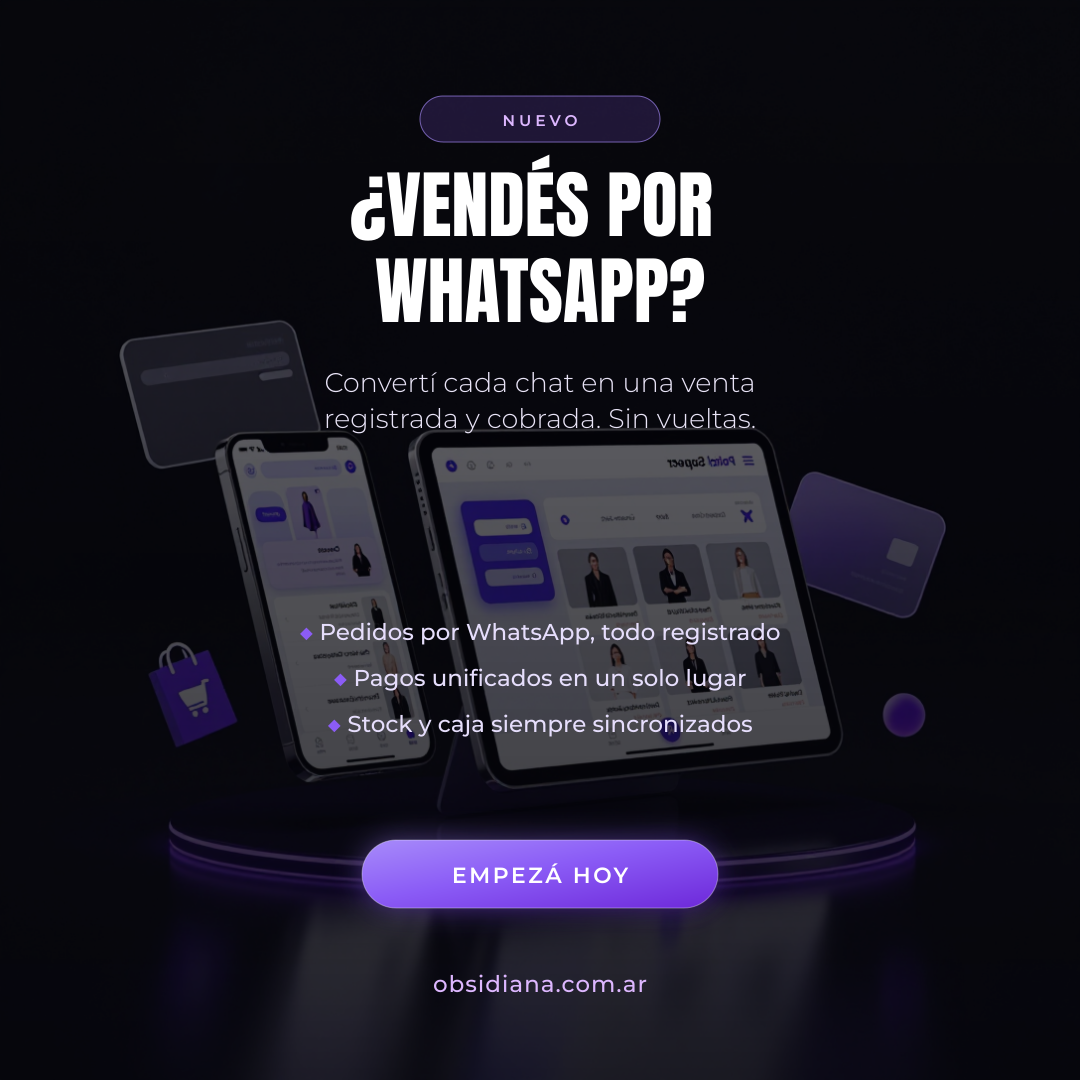 NUEVO
¿VENDÉS POR
WHATSAPP?
Convertí cada chat en una venta
registrada y cobrada. Sin vueltas.
◆ Pedidos por WhatsApp, todo registrado
◆ Pagos unificados en un solo lugar
◆ Stock y caja siempre sincronizados
EMPEZÁ HOY
obsidiana.com.ar